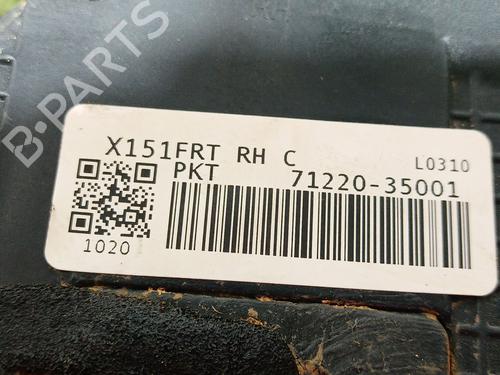 B-PARTS
X151FRT RH C L0310
PKT 71220-35001
1020